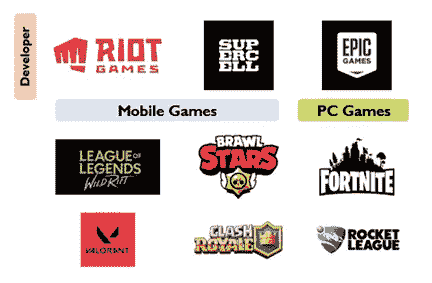 Developer
RIOT
GAMES
SUP
ERC
ELL
EPIC
GAMES
Mobile Games
PC Games
LEAGUE OF
LEGENDS
WILD RIFT
BRAWL
STARS
FORTNITE
VALORANT
CLASH
ROYALE
ROCKET
LEAGUE